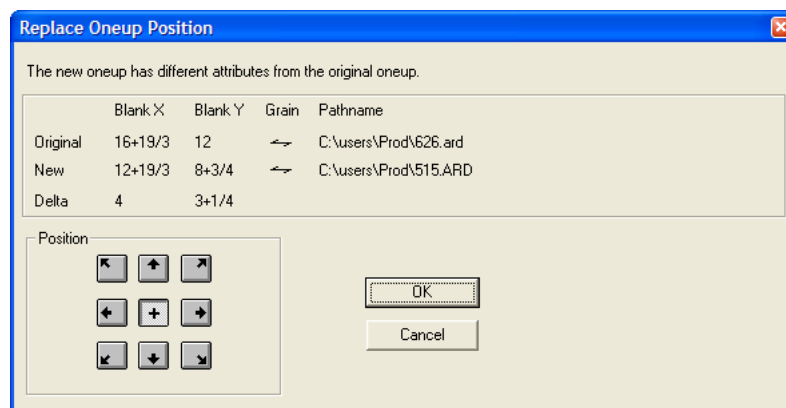 Replace Oneup Position
The new oneup has different attributes from the original oneup.
Blank X Blank Y Grain Pathname
Original 16+19/3 12 C:\users\Prod\626.ard
New 12+19/3 8+3/4 C:\users\Prod\515.ARD
Delta 4 3+1/4
Position
OK
Cancel